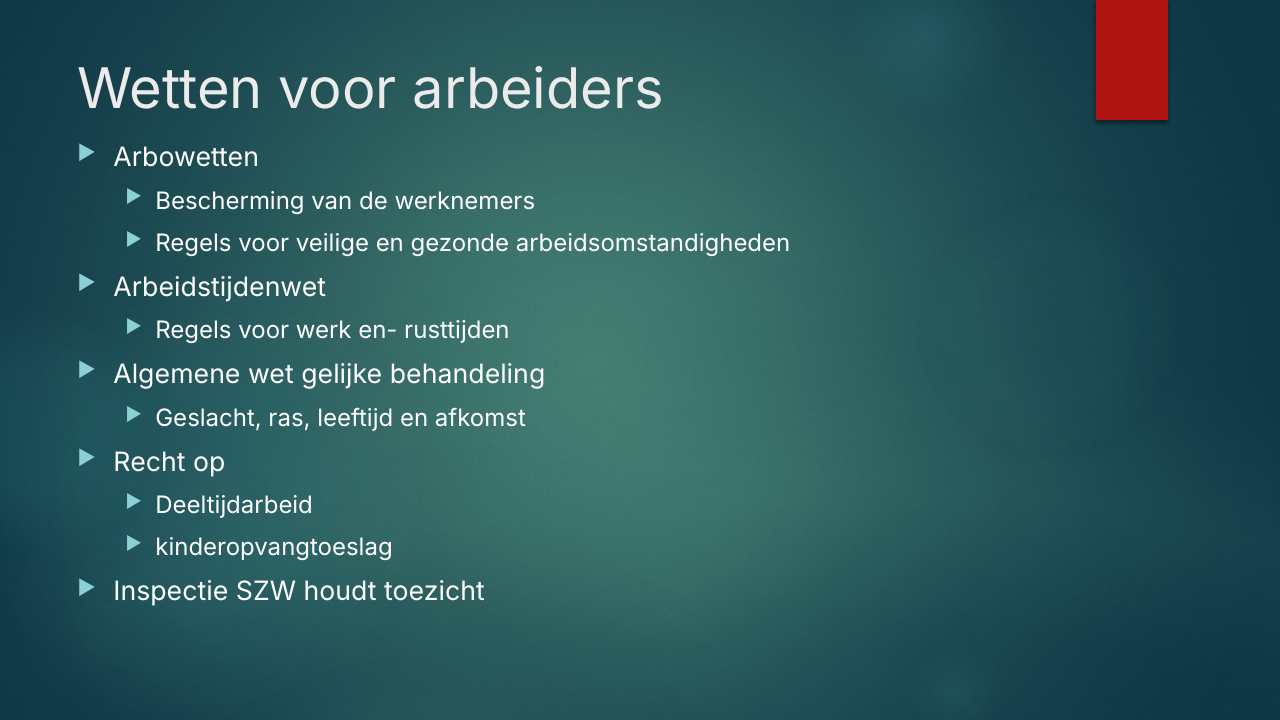 Wetten voor arbeiders
Arbowetten
Bescherming van de werknemers
Regels voor veilige en gezonde arbeidsomstandigheden
Arbeidstijdenwet
Regels voor werk en- rusttijden
Algemene wet gelijke behandeling
Geslacht, ras, leeftijd en afkomst
Recht op
Deeltijdarbeid
kinderopvangtoeslag
Inspectie SZW houdt toezicht